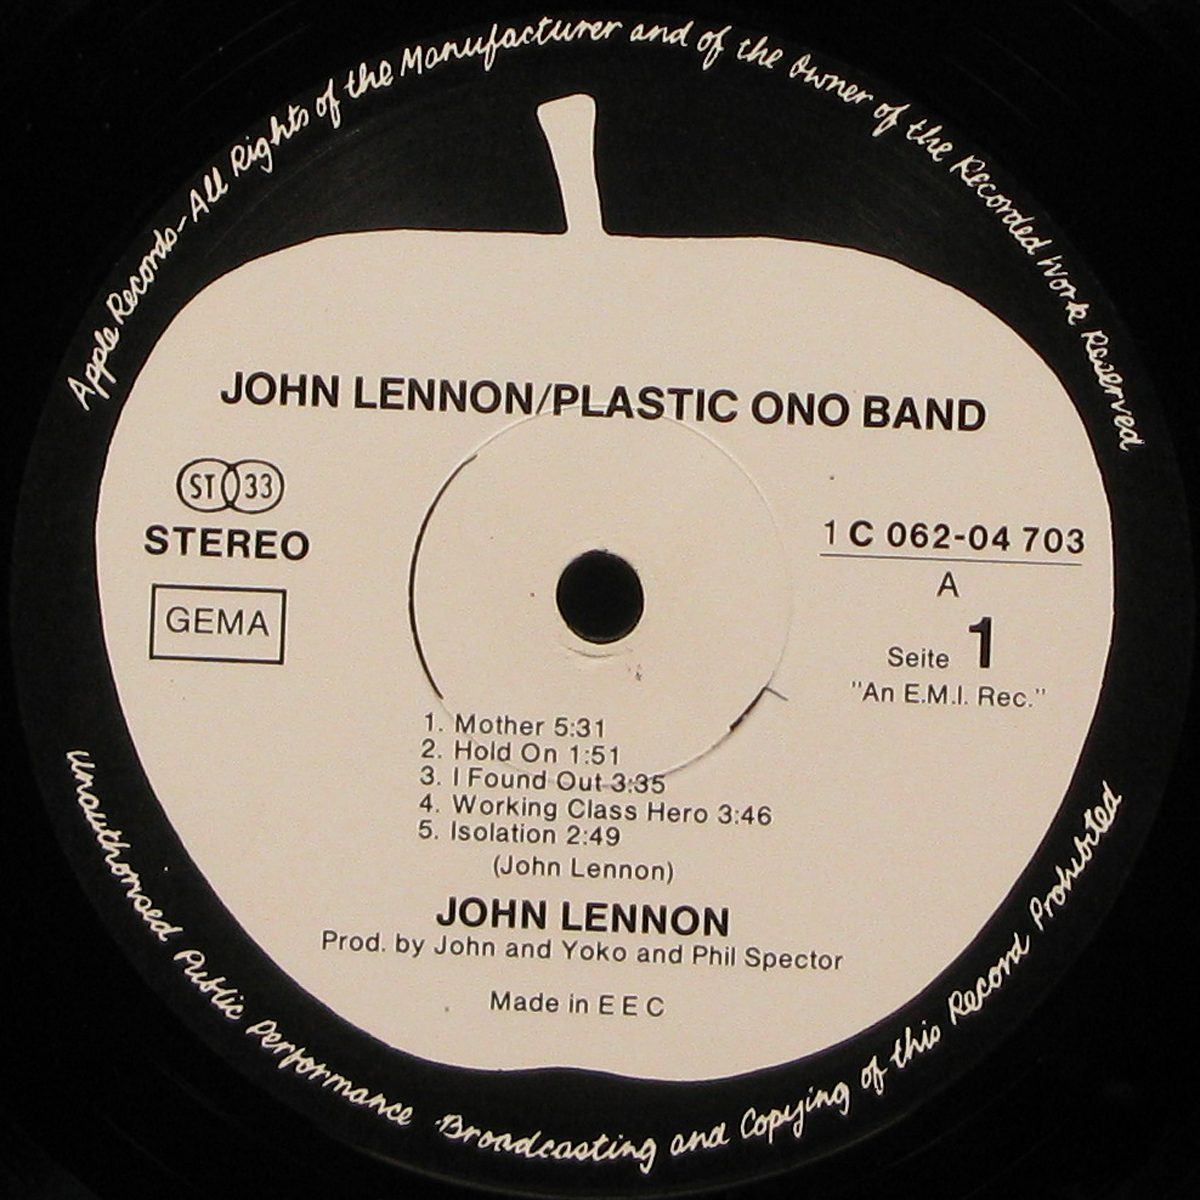 Apple Records-All Rights of the Manufacturer and of the Owner of the Recorded Work Reserved
JOHN LENNON/PLASTIC ONO BAND
ST 33
STEREO
GEMA
1 C 062-04 703
A
Seite 1
"An E.M.I. Rec."
1. Mother 5:31
2. Hold On 1:51
3. I Found Out 3:35
4. Working Class Hero 3:46
5. Isolation 2:49
(John Lennon)
JOHN LENNON
Prod. by John and Yoko and Phil Spector
Made in E E C
Unauthorised Public Performance Broadcasting and Copying of this Record Prohibited